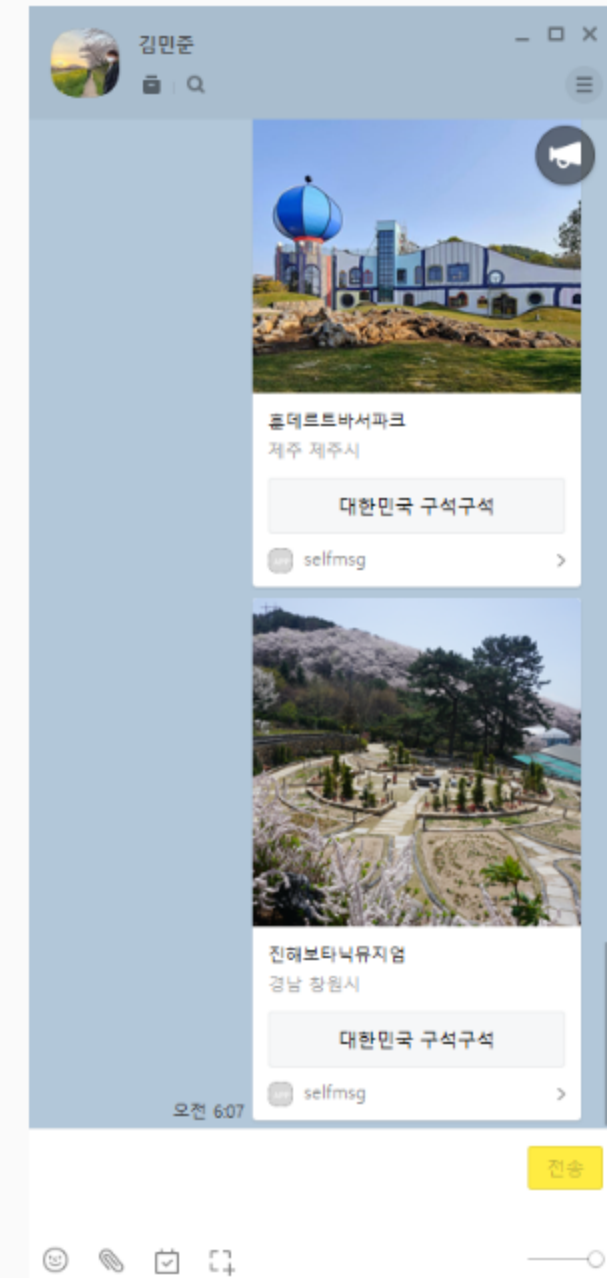 김민준
훈데르트바서파크
제주 제주시
대한민국 구석구석
selfmsg
진해보타닉뮤지엄
경남 창원시
대한민국 구석구석
selfmsg
오전 6:07
전송